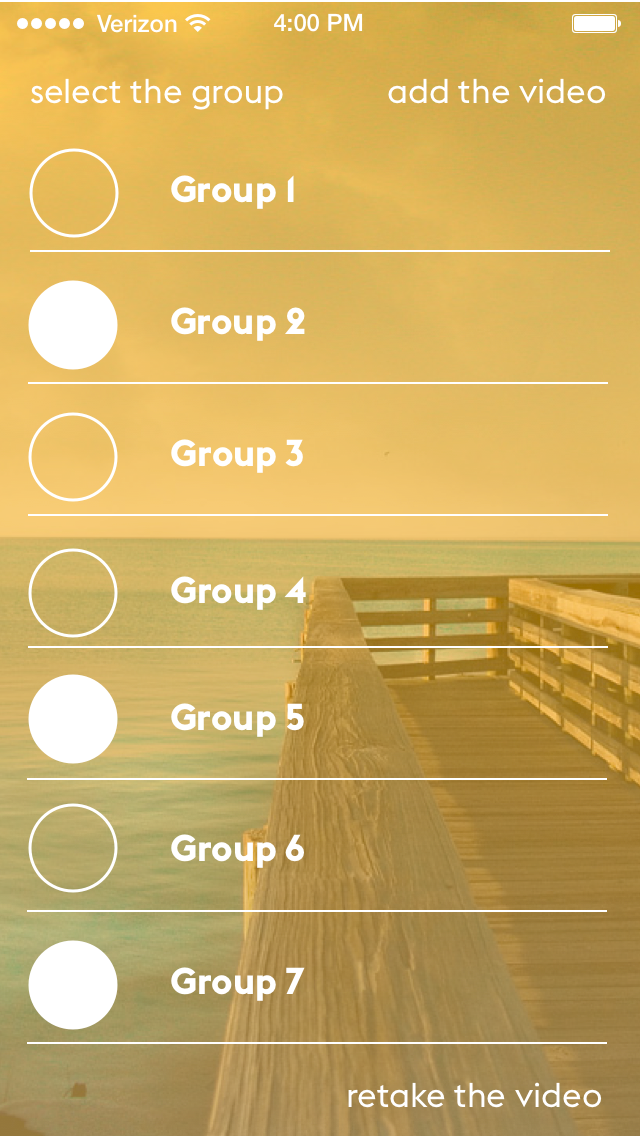 Verizon 4:00 PM
select the group add the video
Group 1
Group 2
Group 3
Group 4
Group 5
Group 6
Group 7
retake the video